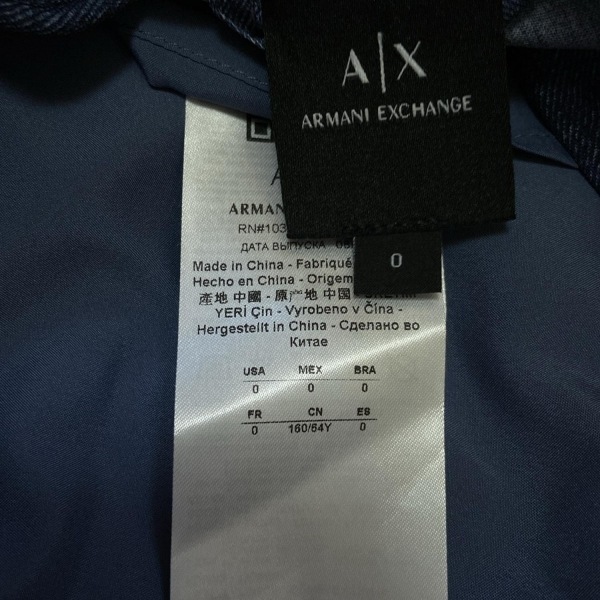 A|X
ARMANI EXCHANGE
0
ARMAN
RN#103
ДАТА ВЫПУСКА
Made in China - Fabriqué
Hecho en China - Origem
產地 中國 - 原 地 中国
YERİ Çin - Vyrobeno v Čína -
Hergestellt in China - Сделано во
Китае
USA MEX BRA
0 0 0
FR CN ES
0 160/64Y 0